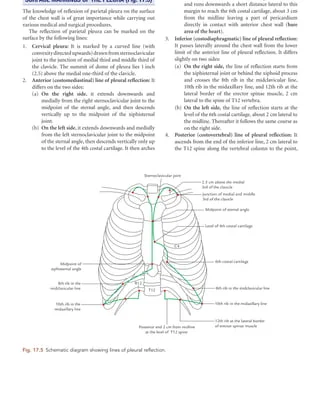 SURFACE MARKINGS OF THE PLEURA (Fig. 17.5)
The knowledge of reflexion of parietal pleura on the surface
of the chest wall is of great importance while carrying out
various medical and surgical procedures.
The reflection of parietal pleura can be marked on the
surface by the following lines:
1. Cervical pleura: It is marked by a curved line (with
convexity directed upwards) drawn from sternoclavicular
joint to the junction of medial third and middle third of
the clavicle. The summit of dome of pleura lies 1 inch
(2.5) above the medial one-third of the clavicle.
2. Anterior (costomediastinal) line of pleural reflection: It
differs on the two sides:
(a) On the right side, it extends downwards and
medially from the right sternoclavicular joint to the
midpoint of the sternal angle, and then descends
vertically up to the midpoint of the xiphisternal
joint.
(b) On the left side, it extends downwards and medially
from the left sternoclavicular joint to the midpoint
of the sternal angle, then descends vertically only up
to the level of the 4th costal cartilage. It then arches
and runs downwards a short distance lateral to this
margin to reach the 6th costal cartilage, about 3 cm
from the midline leaving a part of pericardium
directly in contact with anterior chest wall (bare
area of the heart).
3. Inferior (costodiaphragmatic) line of pleural reflection:
It passes laterally around the chest wall from the lower
limit of the anterior line of pleural reflection. It differs
slightly on two sides:
(a) On the right side, the line of reflection starts from
the xiphisternal joint or behind the xiphoid process
and crosses the 8th rib in the midclavicular line,
10th rib in the midaxillary line, and 12th rib at the
lateral border of the erector spinae muscle, 2 cm
lateral to the spine of T12 vertebra.
(b) On the left side, the line of reflection starts at the
level of the 6th costal cartilage, about 2 cm lateral to
the midline. Thereafter it follows the same course as
on the right side.
4. Posterior (costovertebral) line of pleural reflection: It
ascends from the end of the inferior line, 2 cm lateral to
the T12 spine along the vertebral column to the point,
Sternoclavicular joint
2.5 cm above the medial
3rd of the clavicle
Junction of medial and middle
3rd of the clavicle
Midpoint of sternal angle
Level of 4th costal cartilage
6th costal cartilage
Midpoint of
xiphisternal angle
8th rib in the
midclavicular line
8th rib in the midclavicular line
T12
10th rib in the
midaxillary line
10th rib in the midaxillary line
Posterior end 2 cm from midline
at the level of T12 spine
12th rib at the lateral border
of erector spinae muscle
Fig. 17.5 Schematic diagram showing lines of pleural reflection.